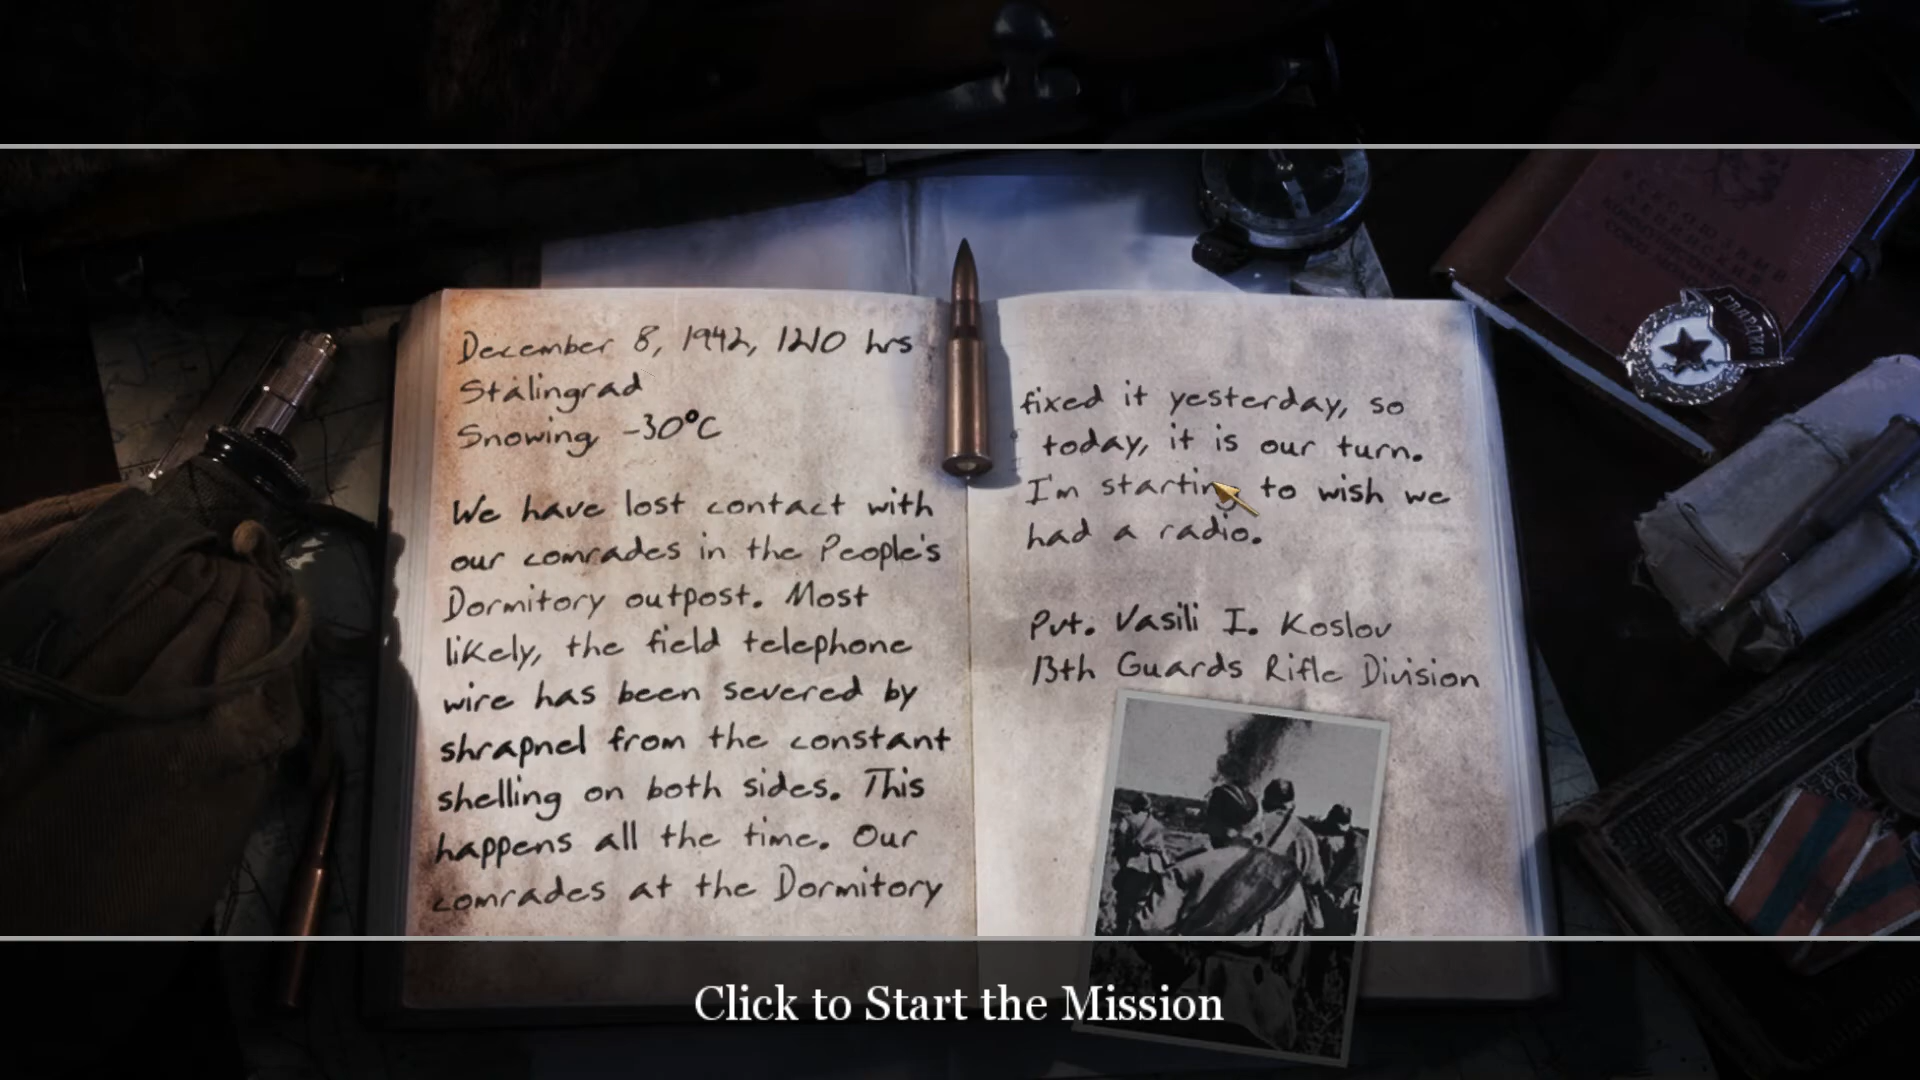 December 8, 1942, 1210 hrs
Stalingrad
Snowing, -30°C
We have lost contact with
our comrades in the People's
Dormitory outpost. Most
likely, the field telephone
wire has been severed by
shrapnel from the constant
shelling on both sides. This
happens all the time. Our
comrades at the Dormitory
fixed it yesterday, so
today, it is our turn.
I'm starting to wish we
had a radio.
Pvt. Vasili I. Koslov
13th Guards Rifle Division
ГВАРДИЯ
Click to Start the Mission